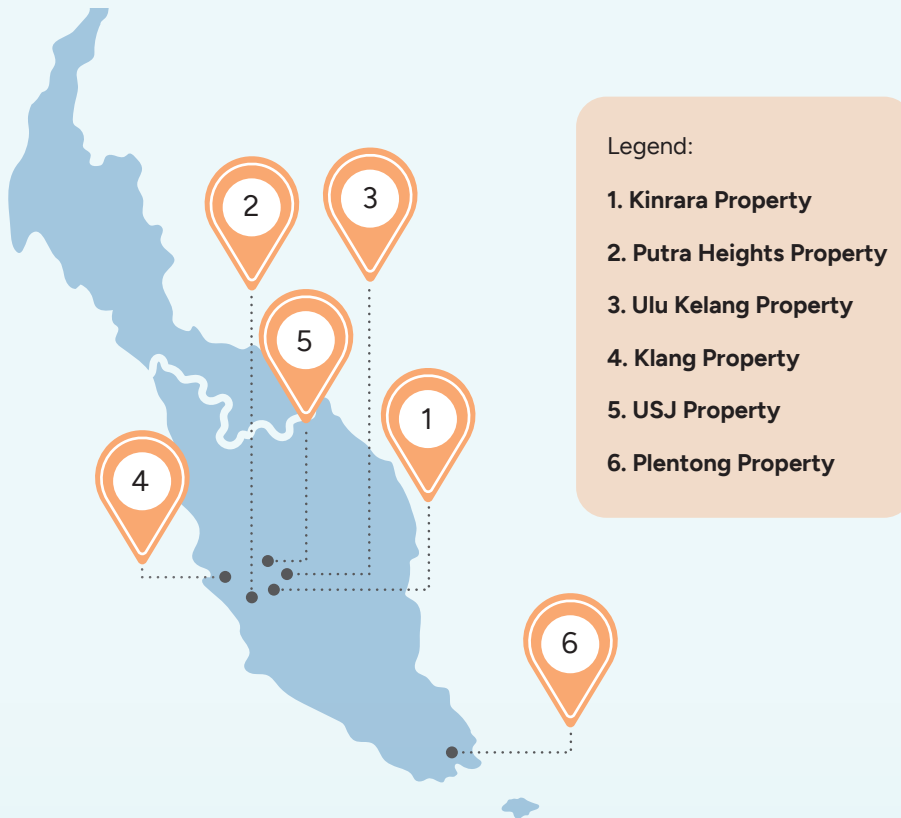 2
3
5
1
4
6
Legend:
1. Kinrara Property
2. Putra Heights Property
3. Ulu Kelang Property
4. Klang Property
5. USJ Property
6. Plentong Property